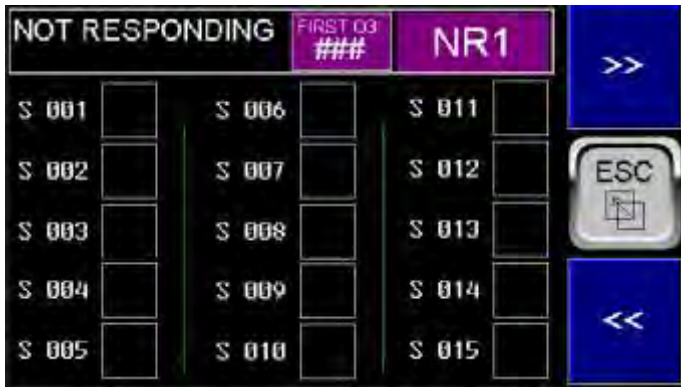 NOT RESPONDING
FIRST 03
###
NR1
>>
S 001
S 006
S 011
S 002
S 007
S 012
ESC
S 003
S 008
S 013
S 004
S 009
S 014
<<
S 005
S 010
S 015